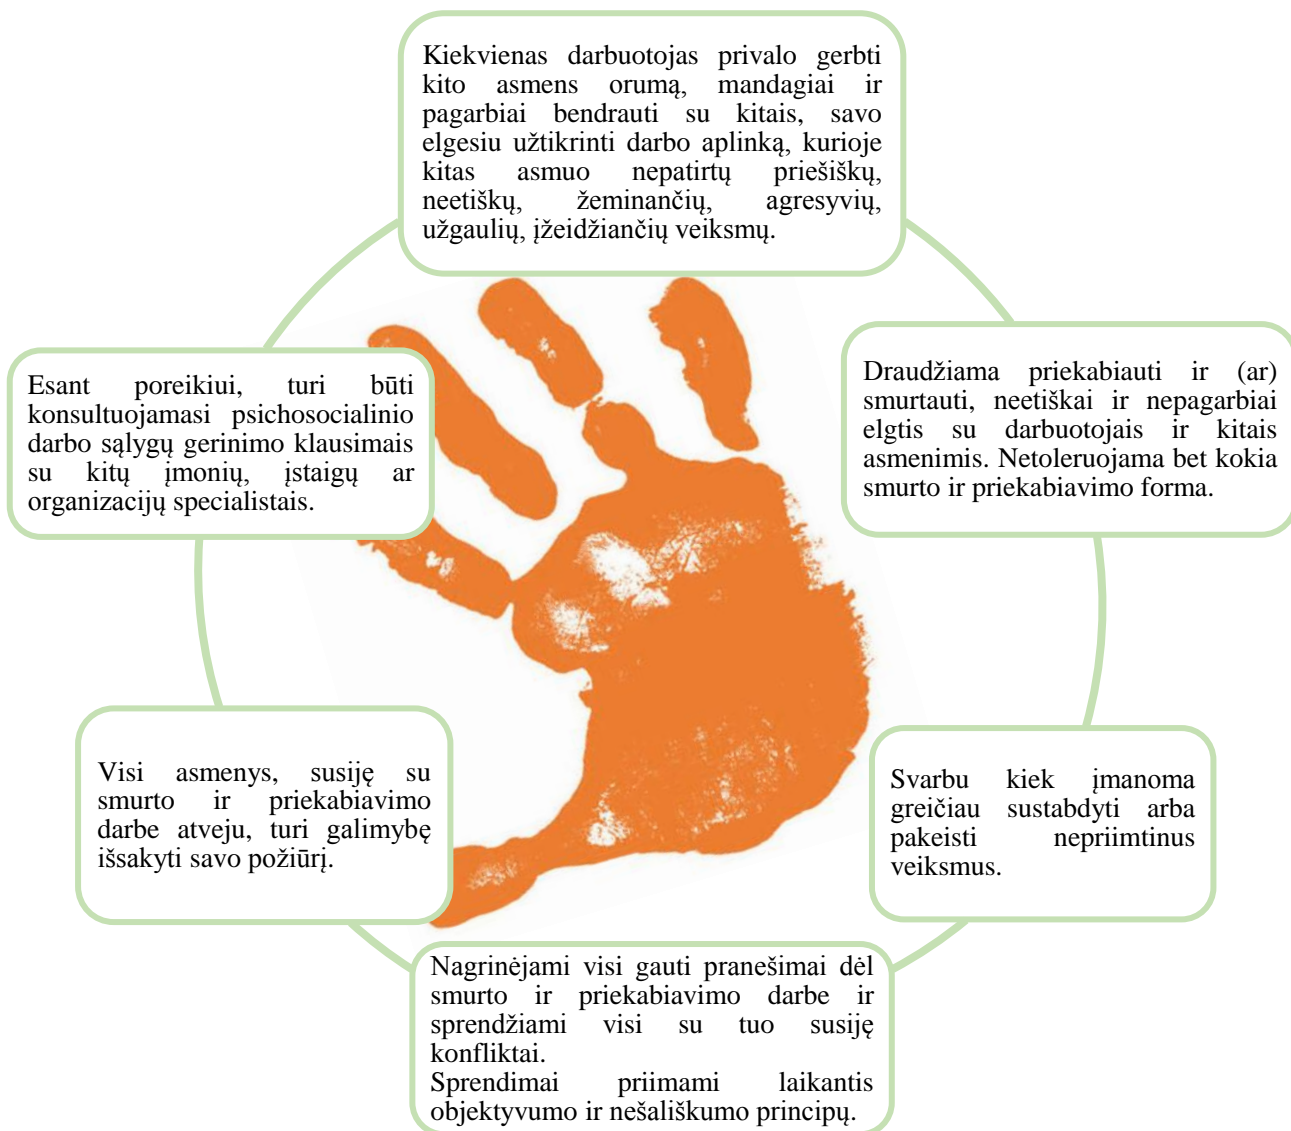 Kiekvienas darbuotojas privalo gerbti
kito asmens orumą, mandagiai ir
pagarbiai bendrauti su kitais, savo
elgesiu užtikrinti darbo aplinką, kurioje
kitas asmuo nepatirtų priešiškų,
neetiškų, žeminančių, agresyvių,
užgaulių, įžeidžiančių veiksmų.
Draudžiama priekabiauti ir (ar)
smurtauti, neetiškai ir nepagarbiai
elgtis su darbuotojais ir kitais
asmenimis. Netoleruojama bet kokia
smurto ir priekabiavimo forma.
Svarbu kiek įmanoma
greičiau sustabdyti arba
pakeisti nepriimtinus
veiksmus.
Nagrinėjami visi gauti pranešimai dėl
smurto ir priekabiavimo darbe ir
sprendžiami visi su tuo susiję
konfliktai.
Sprendimai priimami laikantis
objektyvumo ir nešališkumo principų.
Visi asmenys, susiję su
smurto ir priekabiavimo
darbe atveju, turi galimybę
išsakyti savo požiūrį.
Esant poreikiui, turi būti
konsultuojamasi psichosocialinio
darbo sąlygų gerinimo klausimais
su kitų įmonių, įstaigų ar
organizacijų specialistais.